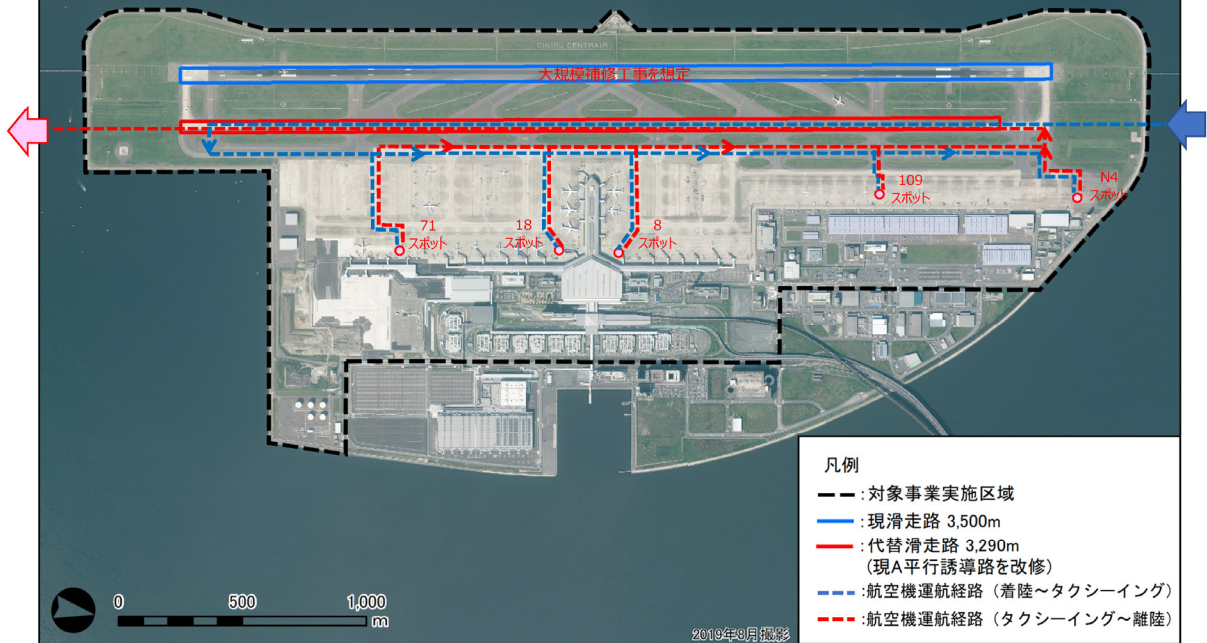 CHUBU CENTRAIR
大規模補修工事を想定
71
スポット
18
スポット
8
スポット
109
スポット
N4
スポット
凡例
:対象事業実施区域
:現滑走路 3,500m
:代替滑走路 3,290m
(現A平行誘導路を改修)
:航空機運航経路（着陸～タクシーイング）
:航空機運航経路（タクシーイング～離陸）
0 500 1,000
m
2019年8月撮影